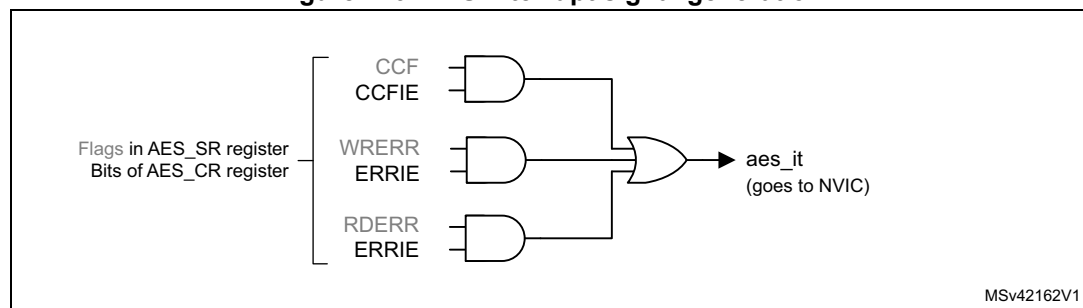 CCF
CCFIE
Flags in AES_SR register
Bits of AES_CR register
WRERR
ERRIE
RDERR
ERRIE
aes_it
(goes to NVIC)
MSv42162V1